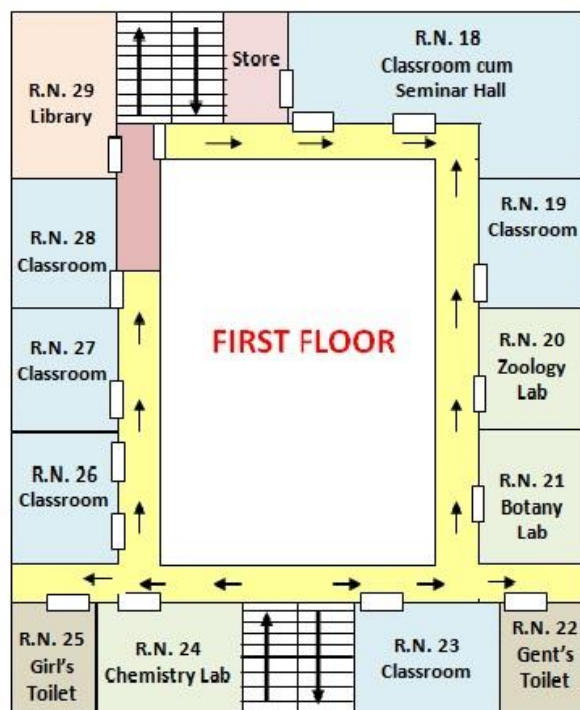 R.N. 29
Library
Store
R.N. 18
Classroom cum
Seminar Hall
R.N. 28
Classroom
R.N. 19
Classroom
R.N. 27
Classroom
FIRST FLOOR
R.N. 20
Zoology
Lab
R.N. 26
Classroom
R.N. 21
Botany
Lab
R.N. 25
Girl's
Toilet
R.N. 24
Chemistry Lab
R.N. 23
Classroom
R.N. 22
Gent's
Toilet